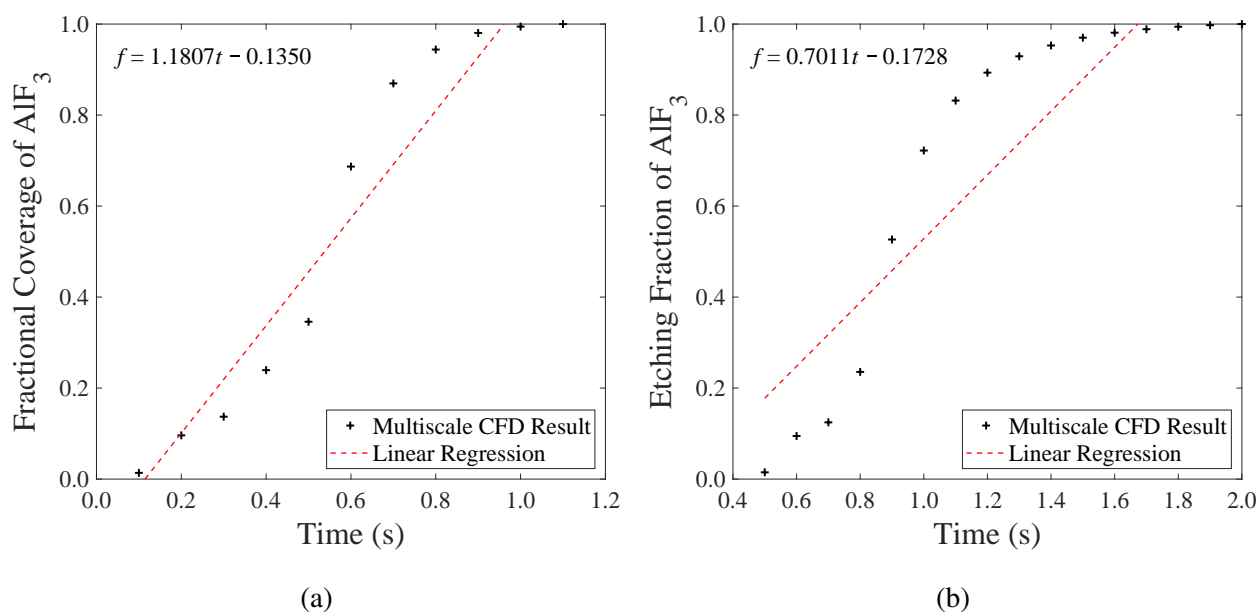 f = 1.1807t − 0.1350
Fractional Coverage of AlF3
1.0
0.8
0.6
0.4
0.2
0.0
Multiscale CFD Result
Linear Regression
0.0 0.2 0.4 0.6 0.8 1.0 1.2
Time (s)
(a)
f = 0.7011t − 0.1728
Etching Fraction of AlF3
1.0
0.8
0.6
0.4
0.2
0.0
Multiscale CFD Result
Linear Regression
0.4 0.6 0.8 1.0 1.2 1.4 1.6 1.8 2.0
Time (s)
(b)